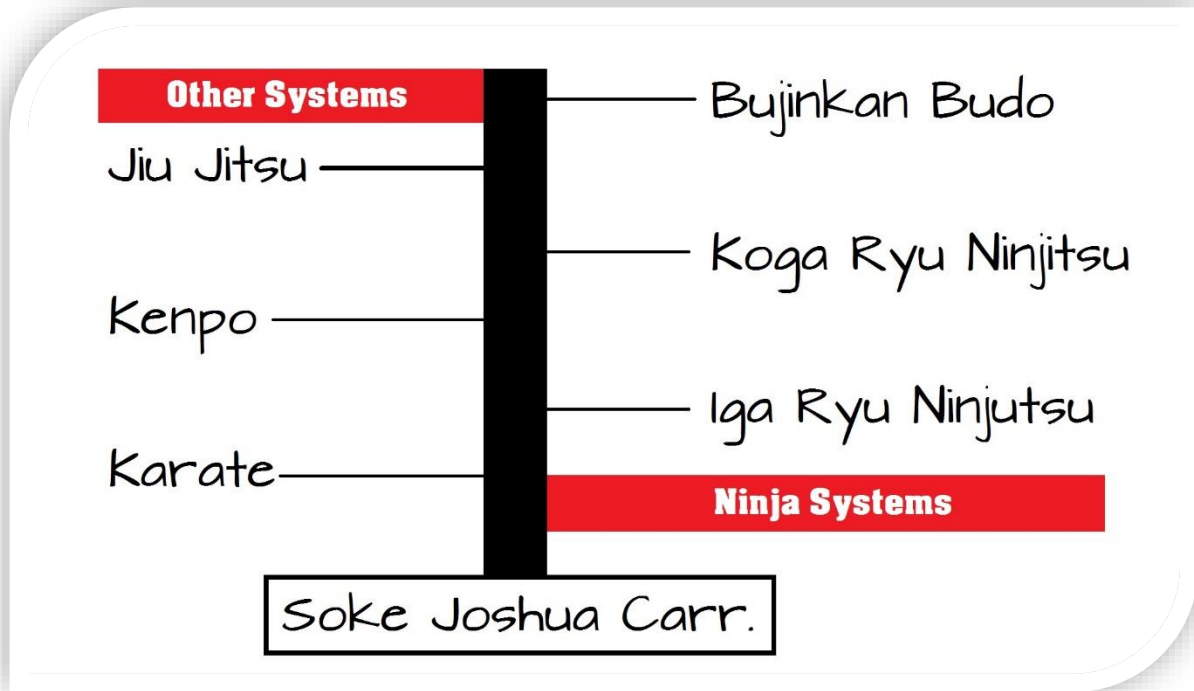 Other Systems
Jiu Jitsu
Kenpo
Karate
Bujinkan Budo
Koga Ryu Ninjitsu
Iga Ryu Ninjutsu
Ninja Systems
Soke Joshua Carr.